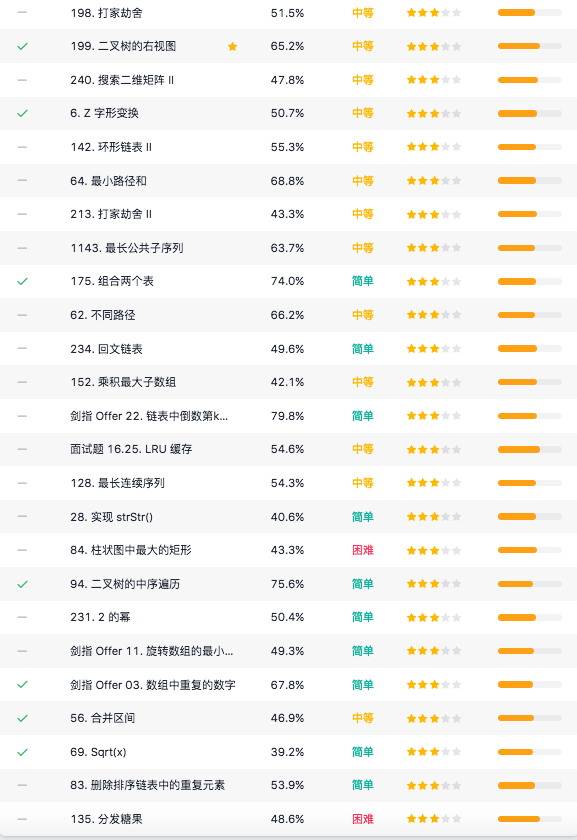 198. 打家劫舍 51.5% 中等
199. 二叉树的右视图 65.2% 中等
240. 搜索二维矩阵 II 47.8% 中等
6. Z 字形变换 50.7% 中等
142. 环形链表 II 55.3% 中等
64. 最小路径和 68.8% 中等
213. 打家劫舍 II 43.3% 中等
1143. 最长公共子序列 63.7% 中等
175. 组合两个表 74.0% 简单
62. 不同路径 66.2% 中等
234. 回文链表 49.6% 简单
152. 乘积最大子数组 42.1% 中等
剑指 Offer 22. 链表中倒数第k... 79.8% 简单
面试题 16.25. LRU 缓存 54.6% 中等
128. 最长连续序列 54.3% 中等
28. 实现 strStr() 40.6% 简单
84. 柱状图中最大的矩形 43.3% 困难
94. 二叉树的中序遍历 75.6% 简单
231. 2 的幂 50.4% 简单
剑指 Offer 11. 旋转数组的最小... 49.3% 简单
剑指 Offer 03. 数组中重复的数字 67.8% 简单
56. 合并区间 46.9% 中等
69. Sqrt(x) 39.2% 简单
83. 删除排序链表中的重复元素 53.9% 简单
135. 分发糖果 48.6% 困难